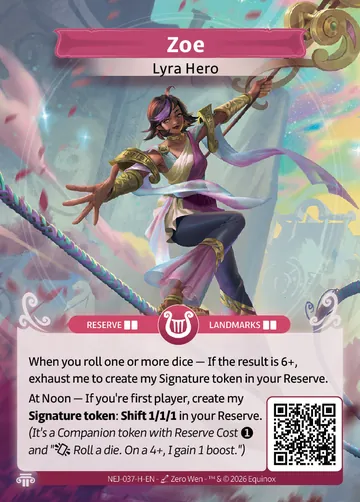 Zoe
Lyra Hero
RESERVE
LANDMARKS
When you roll one or more dice — If the result is 6+,
exhaust me to create my Signature token in your Reserve.
At Noon — If you're first player, create my
Signature token: Shift 1/1/1 in your Reserve.
(It's a Companion token with Reserve Cost 1
and " Roll a die. On a 4+, I gain 1 boost.")
NEJ-037-H-EN - Zero Wen - ™ & © 2026 Equinox